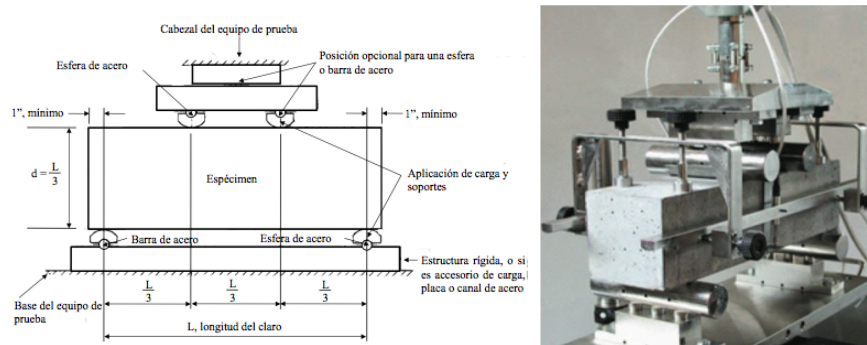 Cabezal del equipo de prueba
Esfera de acero
Posición opcional para una esfera
o barra de acero
1”, mínimo
1”, mínimo
d = L
3
Espécimen
Aplicación de carga y
soportes
Barra de acero
Esfera de acero
Estructura rígida, o si
es accesorio de carga,
placa o canal de acero
L
3
L
3
L
3
Base del equipo de
prueba
L, longitud del claro